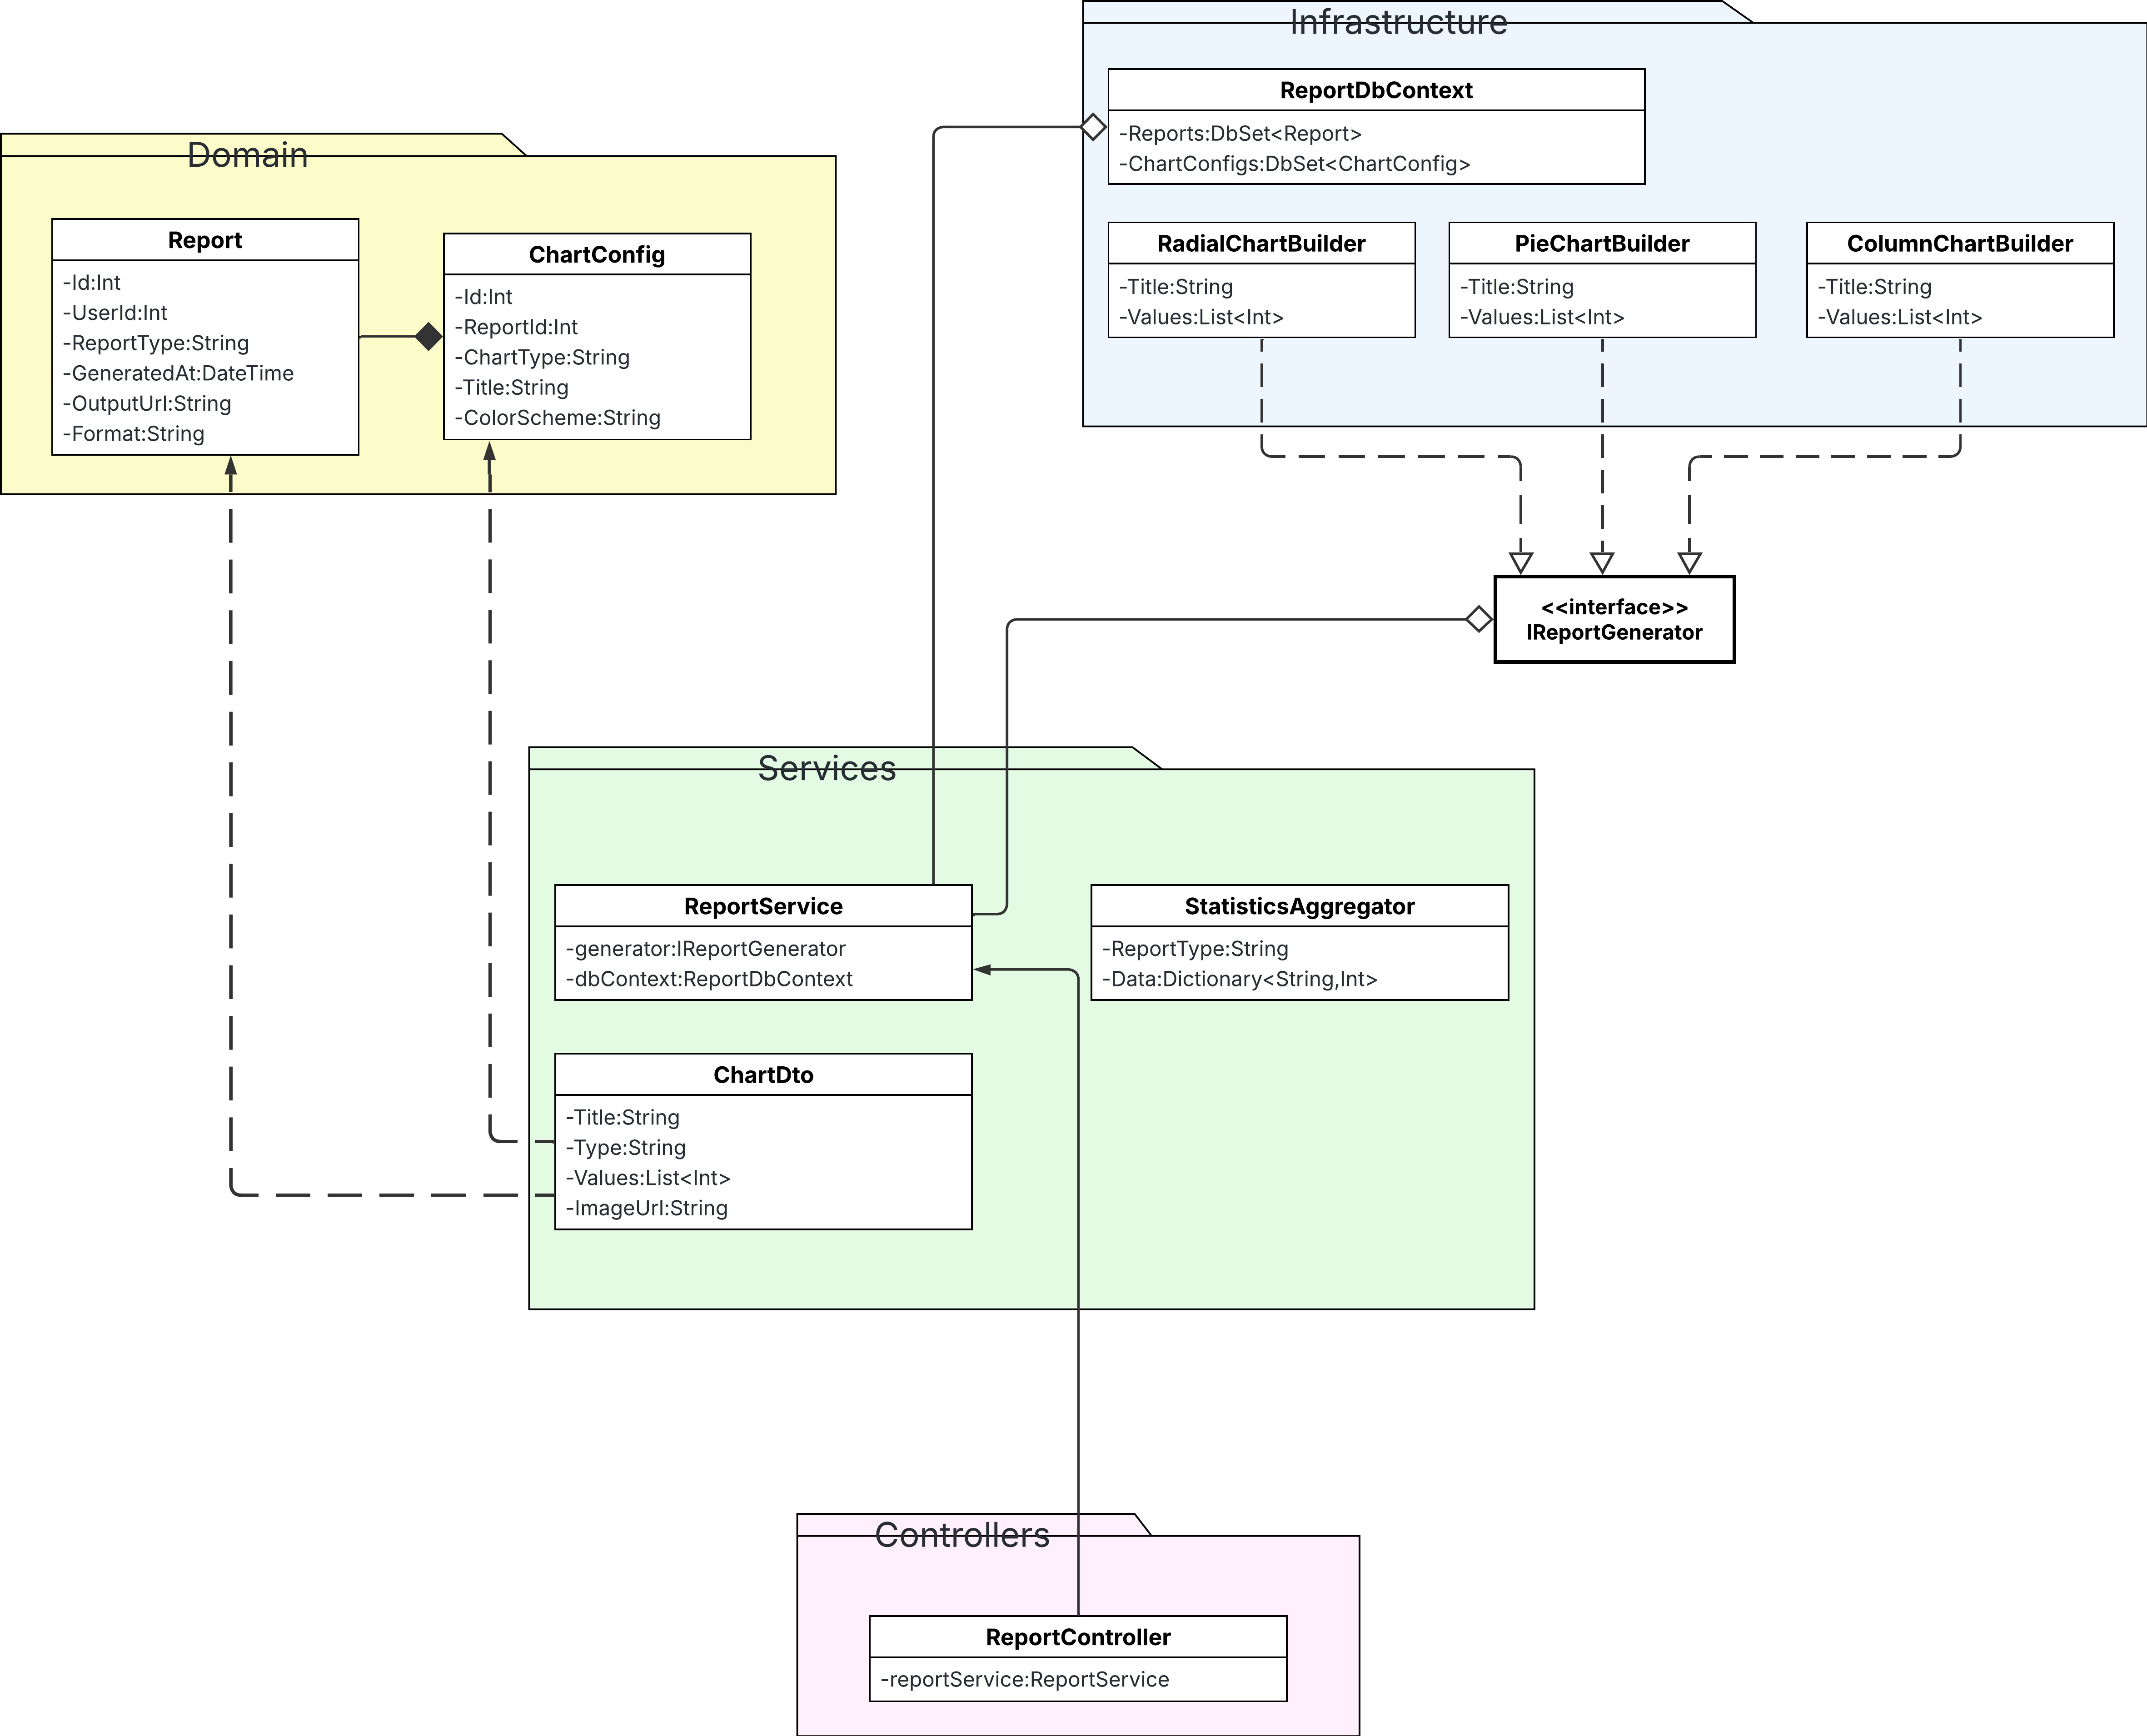 Infrastructure
ReportDbContext
-Reports:DbSet<Report>
-ChartConfigs:DbSet<ChartConfig>
RadialChartBuilder
-Title:String
-Values:List<Int>
PieChartBuilder
-Title:String
-Values:List<Int>
ColumnChartBuilder
-Title:String
-Values:List<Int>
Domain
Report
-Id:Int
-UserId:Int
-ReportType:String
-GeneratedAt:DateTime
-OutputUrl:String
-Format:String
ChartConfig
-Id:Int
-ReportId:Int
-ChartType:String
-Title:String
-ColorScheme:String
<<interface>>
IReportGenerator
Services
ReportService
-generator:IReportGenerator
-dbContext:ReportDbContext
StatisticsAggregator
-ReportType:String
-Data:Dictionary<String,Int>
ChartDto
-Title:String
-Type:String
-Values:List<Int>
-ImageUrl:String
Controllers
ReportController
-reportService:ReportService